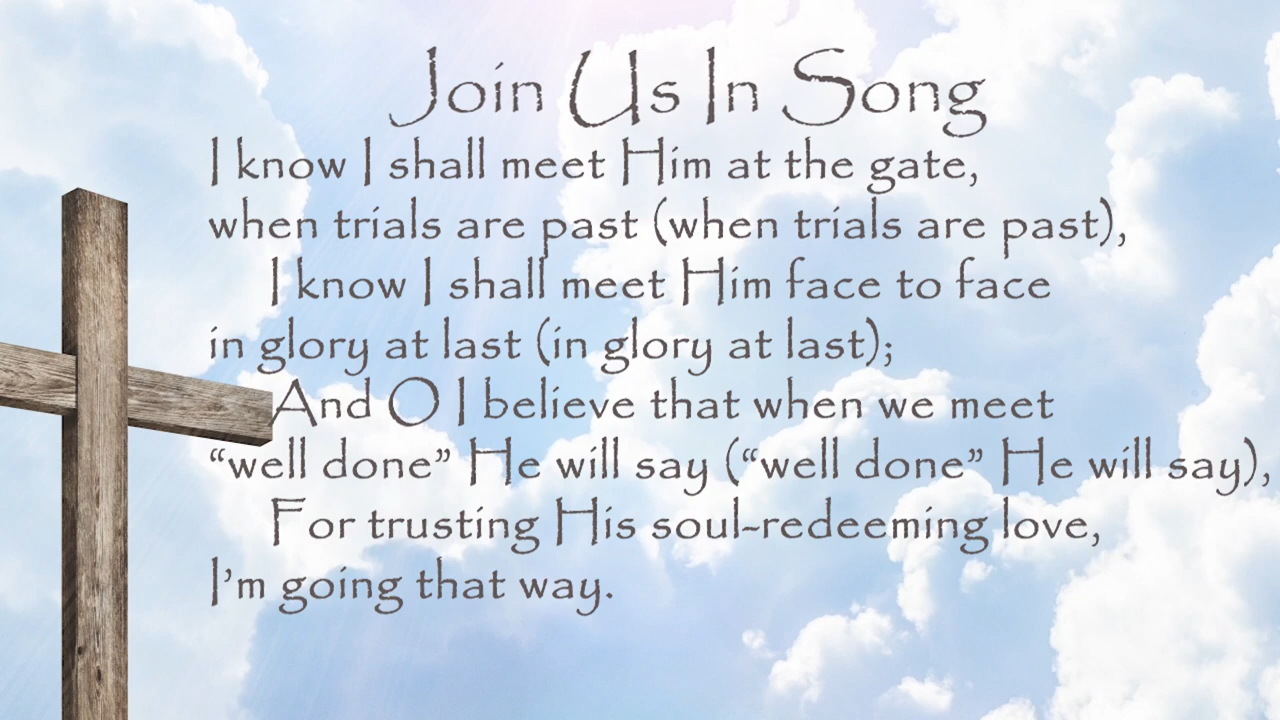 Join Us In Song
I know I shall meet Him at the gate,
when trials are past (when trials are past),
I know I shall meet Him face to face
in glory at last (in glory at last);
And O I believe that when we meet
“well done” He will say (“well done” He will say),
For trusting His soul-redeeming love,
I’m going that way.